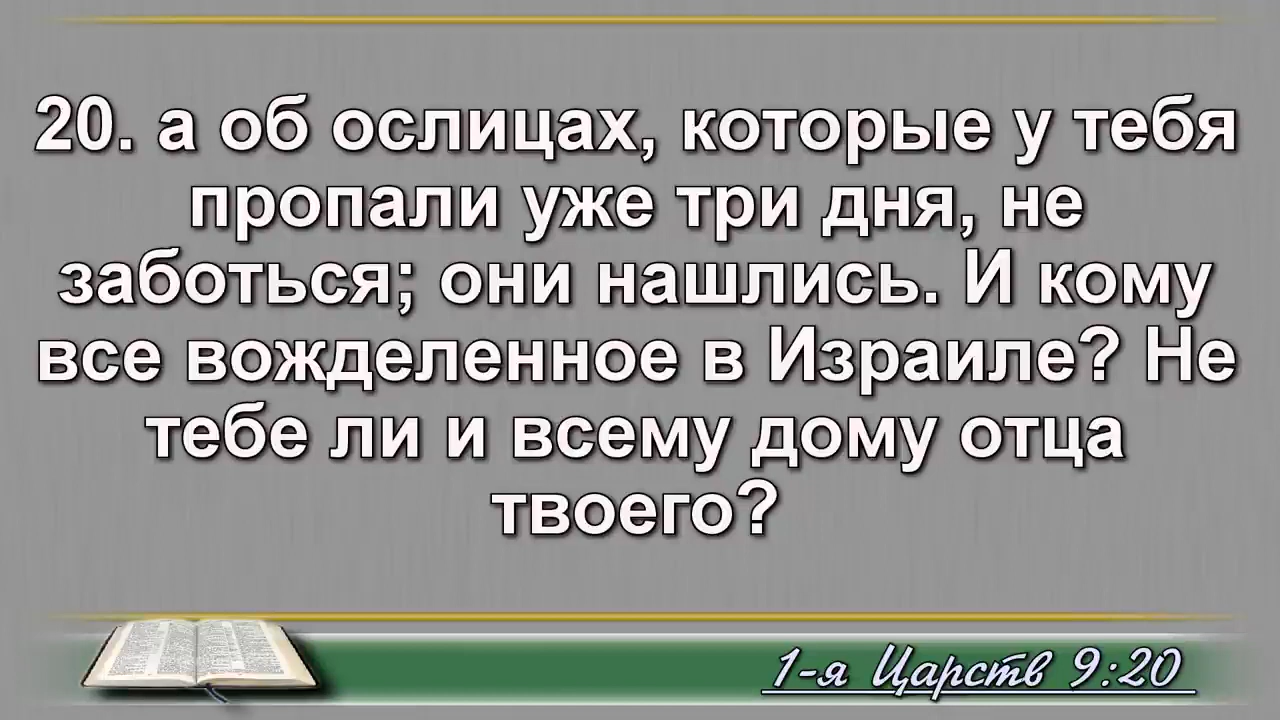 20. а об ослицах, которые у тебя
пропали уже три дня, не
заботься; они нашлись. И кому
все вожделенное в Израиле? Не
тебе ли и всему дому отца
твоего?
1-я Царств 9:20